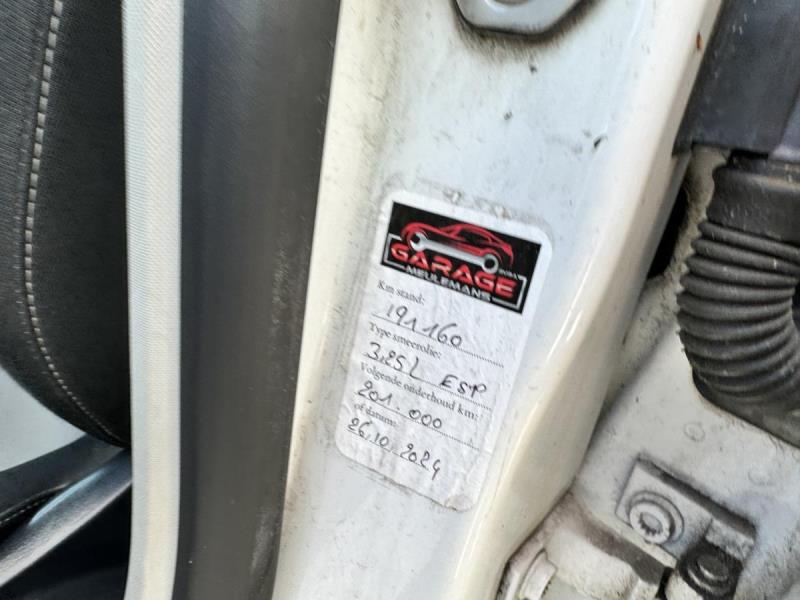 GARAGE
MEULEMANS
Km stand:
191160
Type smeerolie:
3,25l ESP
Volgende onderhoud km:
201.000
of datum:
26.10.2024